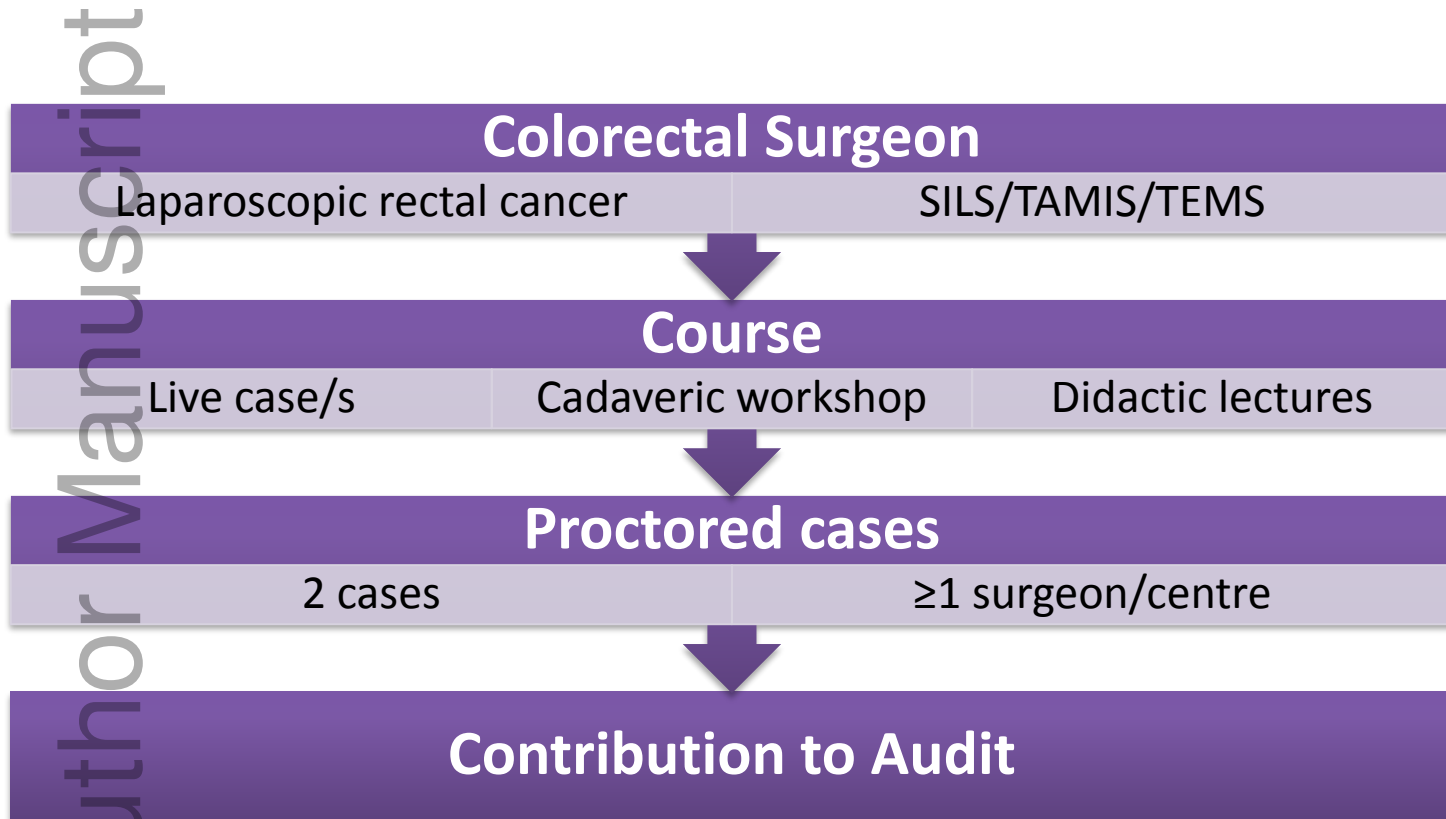 Colorectal Surgeon
Laparoscopic rectal cancer
SILS/TAMIS/TEMS
Course
Live case/s
Cadaveric workshop
Didactic lectures
Proctored cases
2 cases
≥1 surgeon/centre
Contribution to Audit
uthor Manuscript